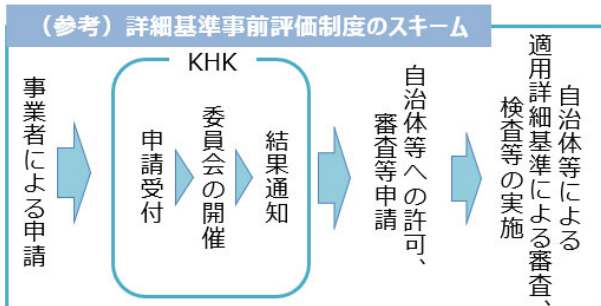 （参考）詳細基準事前評価制度のスキーム
事業者による申請
KHK
申請受付
委員会の開催
結果通知
自治体等への許可、
審査等申請
自治体等による
適用詳細基準による審査、
検査等の実施